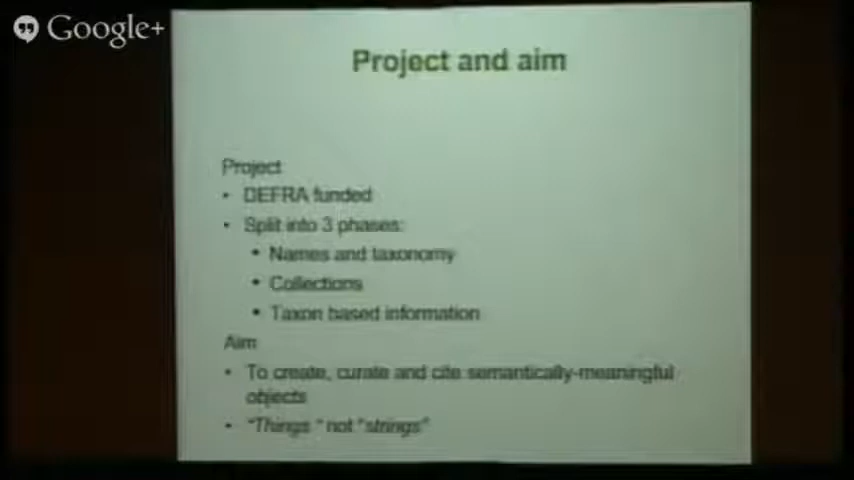 Google+
Project and aim
Project
• DEFRA funded
• Split into 3 phases:
• Names and taxonomy
• Collections
• Taxon based information
Aim
• To create, curate and cite semantically-meaningful
objects
• "Things " not "strings"